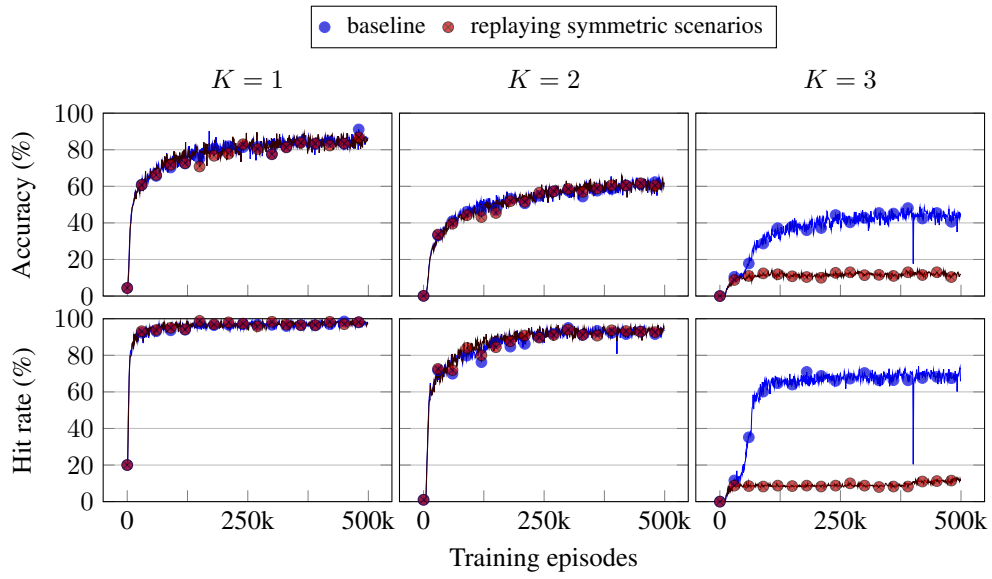 baseline replaying symmetric scenarios
K = 1 K = 2 K = 3
Accuracy (%)
100
80
60
40
20
0
Hit rate (%)
100
80
60
40
20
0
0 250k 500k 0 250k 500k 0 250k 500k
Training episodes